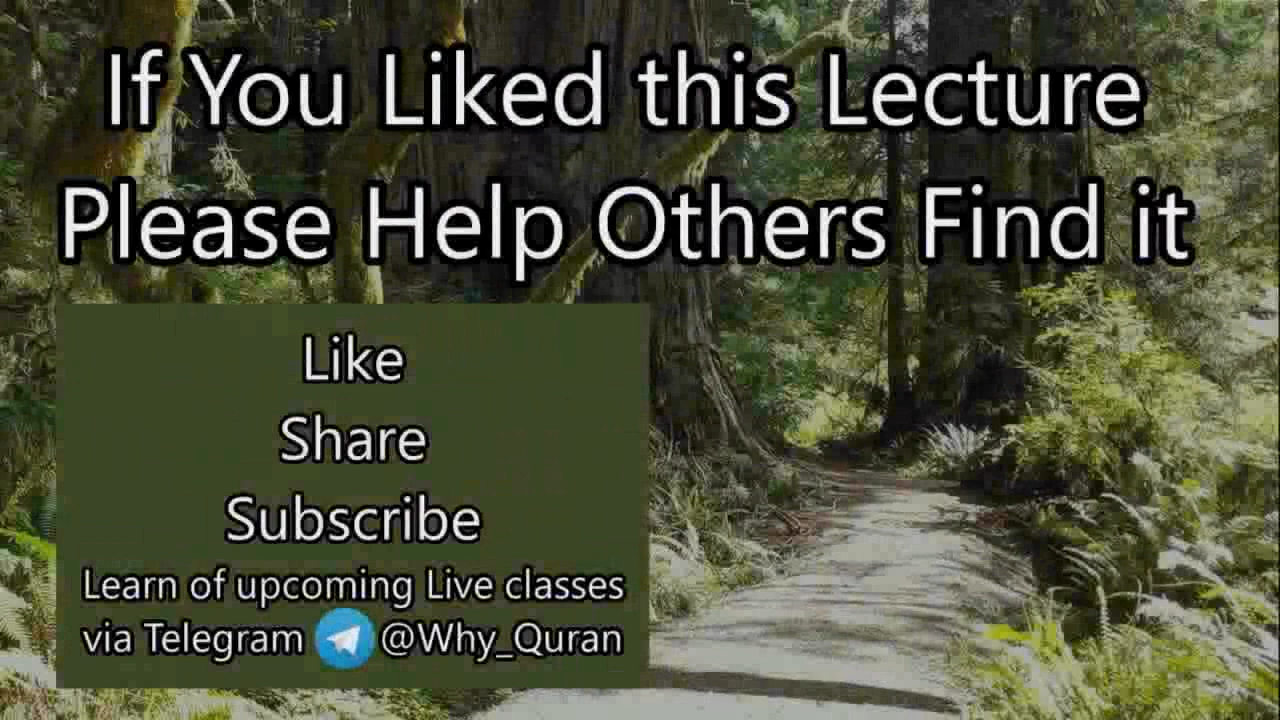 If You Liked this Lecture
Please Help Others Find it
Like
Share
Subscribe
Learn of upcoming Live classes
via Telegram @Why_Quran